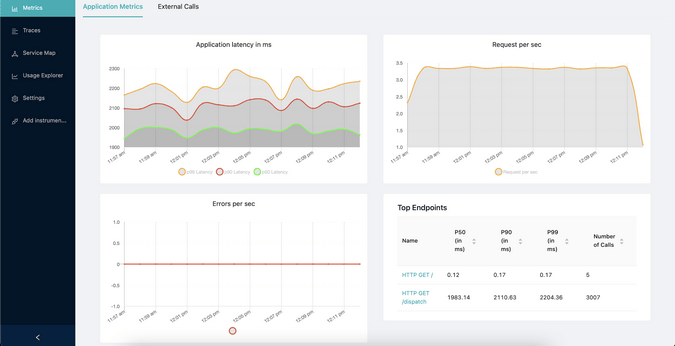 Metrics
Traces
Service Map
Usage Explorer
Settings
Add instrumen...
Application Metrics
External Calls
Application latency in ms
2300
2200
2100
2000
1900
11:57 am
11:59 am
12:01 pm
12:03 pm
12:05 pm
12:07 pm
12:09 pm
12:11 pm
p99 Latency
p90 Latency
p50 Latency
Request per sec
3.5
3.0
2.5
2.0
1.5
1.0
11:57 am
11:59 am
12:01 pm
12:03 pm
12:05 pm
12:07 pm
12:09 pm
12:11 pm
Request per sec
Errors per sec
1.0
0.5
0
-0.5
-1.0
11:57 am
11:59 am
12:01 pm
12:03 pm
12:05 pm
12:07 pm
12:09 pm
12:11 pm
Top Endpoints
Name
P50 (in ms)
P90 (in ms)
P99 (in ms)
Number of Calls
HTTP GET / 0.12 0.17 0.17 5
HTTP GET /dispatch 1983.14 2110.63 2204.36 3007